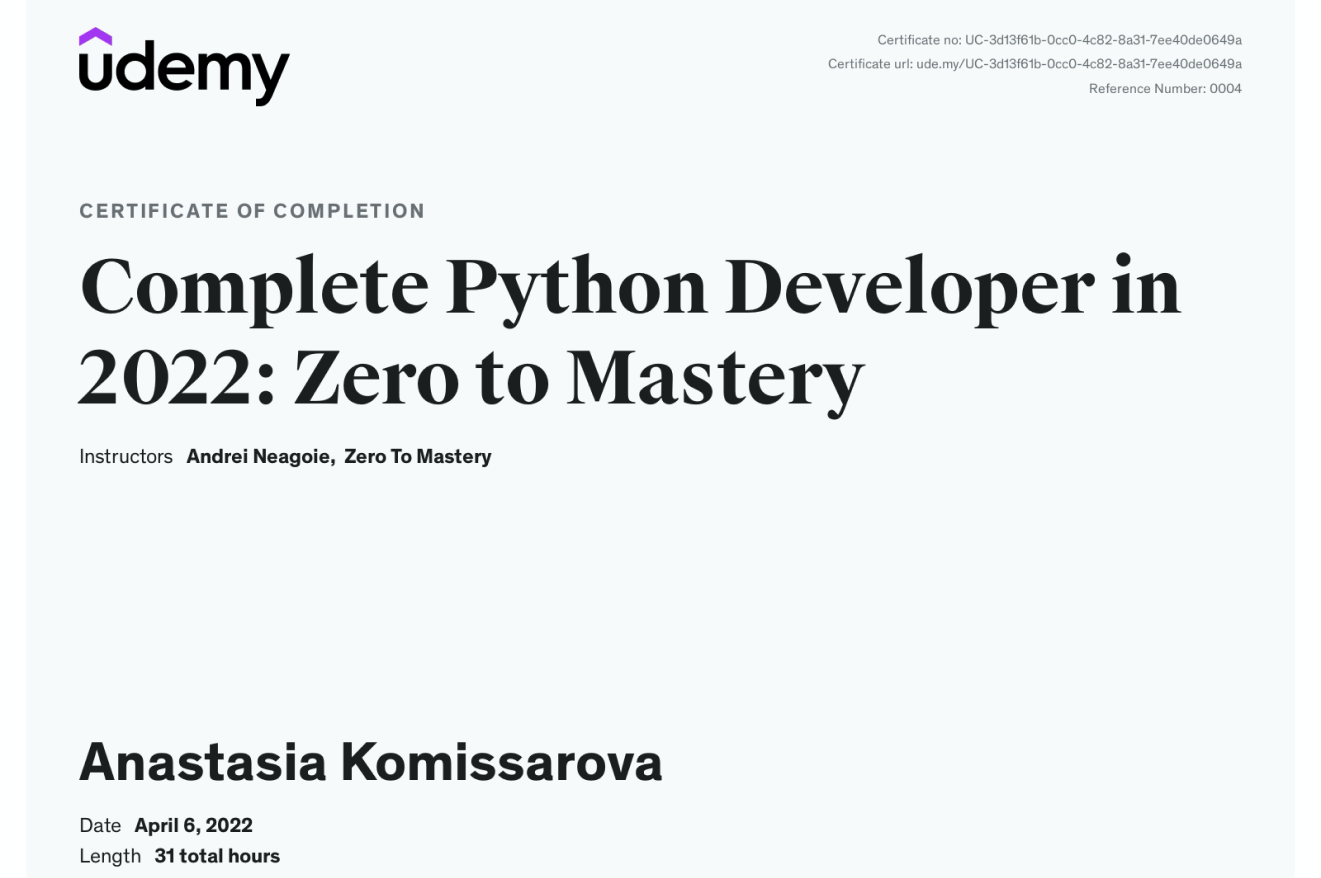 udemy
Certificate no: UC-3d13f61b-0cc0-4c82-8a31-7ee40de0649a
Certificate url: ude.my/UC-3d13f61b-0cc0-4c82-8a31-7ee40de0649a
Reference Number: 0004
CERTIFICATE OF COMPLETION
Complete Python Developer in
2022: Zero to Mastery
Instructors Andrei Neagoie, Zero To Mastery
Anastasia Komissarova
Date April 6, 2022
Length 31 total hours